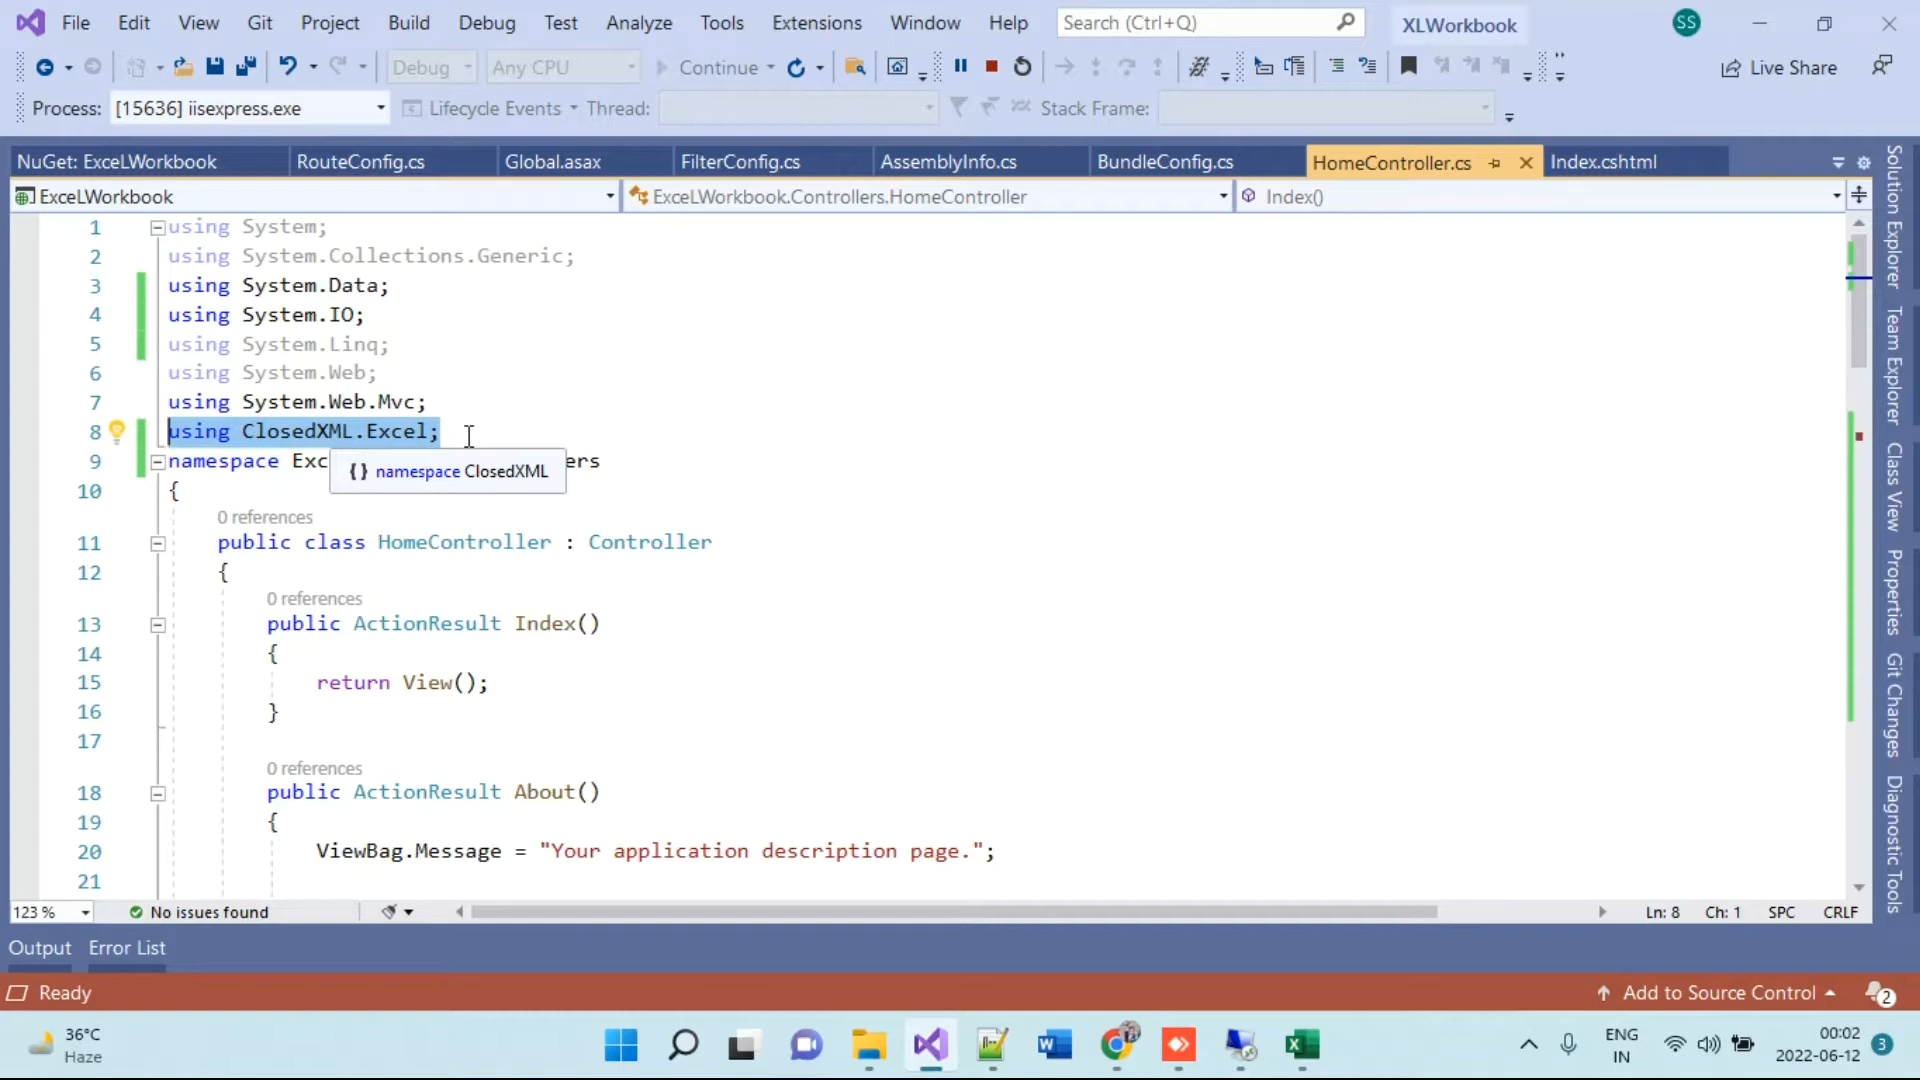 File Edit View Git Project Build Debug Test Analyze Tools Extensions Window Help Search (Ctrl+Q) XLWorkbook SS
Debug Any CPU Continue Live Share
Process: [15636] iisexpress.exe Lifecycle Events Thread: Stack Frame:
NuGet: ExceLWorkbook RouteConfig.cs Global.asax FilterConfig.cs AssemblyInfo.cs BundleConfig.cs HomeController.cs Index.cshtml
ExceLWorkbook ExceLWorkbook.Controllers.HomeController Index()
1 using System;
2 using System.Collections.Generic;
3 using System.Data;
4 using System.IO;
5 using System.Linq;
6 using System.Web;
7 using System.Web.Mvc;
8 using ClosedXML.Excel;
9 namespace Exc ers
{} namespace ClosedXML
10 {
0 references
11 public class HomeController : Controller
12 {
0 references
13 public ActionResult Index()
14 {
15 return View();
16 }
17
0 references
18 public ActionResult About()
19 {
20 ViewBag.Message = "Your application description page.";
21
123 % No issues found Ln: 8 Ch: 1 SPC CRLF
Solution Explorer
Team Explorer
Class View
Properties
Git Changes
Diagnostic Tools
Output Error List
Ready Add to Source Control 2
36°C
Haze
ENG
IN
00:02
2022-06-12
3